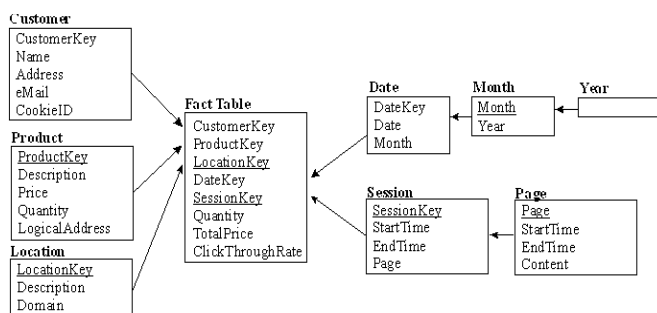 Customer
CustomerKey
Name
Address
eMail
CookieID
Product
ProductKey
Description
Price
Quantity
LogicalAddress
Location
LocationKey
Description
Domain
Fact Table
CustomerKey
ProductKey
LocationKey
DateKey
SessionKey
Quantity
TotalPrice
ClickThroughRate
Date
DateKey
Date
Month
Month
Month
Year
Year
Session
SessionKey
StartTime
EndTime
Page
Page
Page
StartTime
EndTime
Content